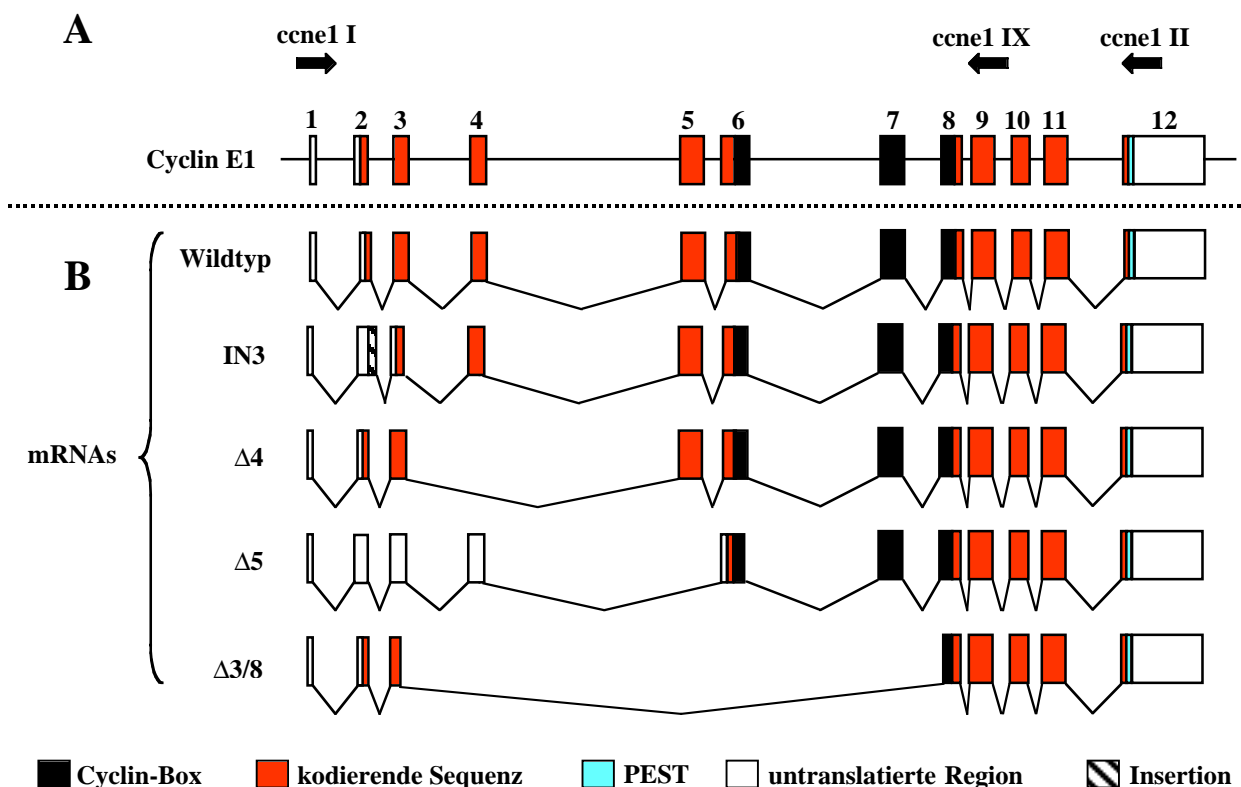 A
ccne1 I ccne1 IX ccne1 II
1 2 3 4 5 6 7 8 9 10 11 12
Cyclin E1
B
Wildtyp
IN3
mRNAs
Δ4
Δ5
Δ3/8
Cyclin-Box kodierende Sequenz PEST untranslatierte Region Insertion